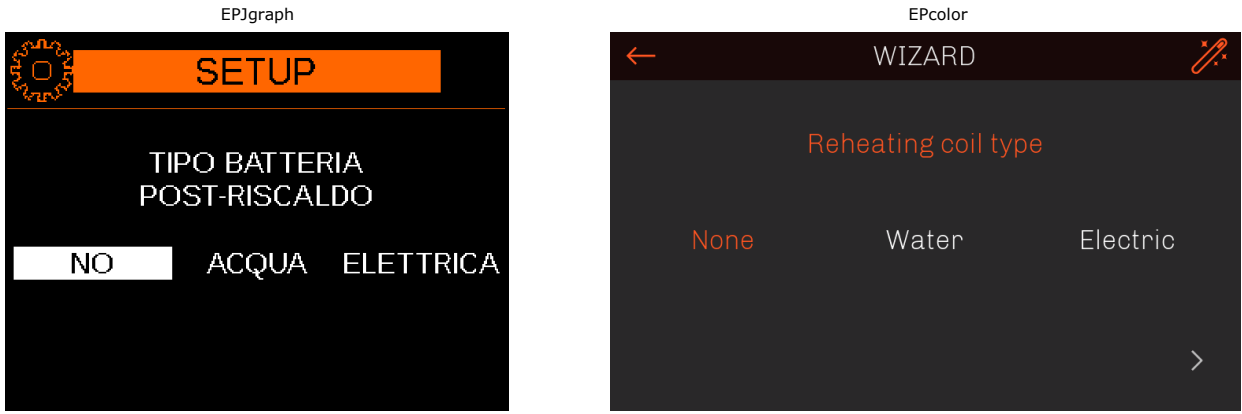 EPJgraph
SETUP
TIPO BATTERIA
POST-RISCALDO
NO ACQUA ELETTRICA
EPcolor
WIZARD
Reheating coil type
None Water Electric